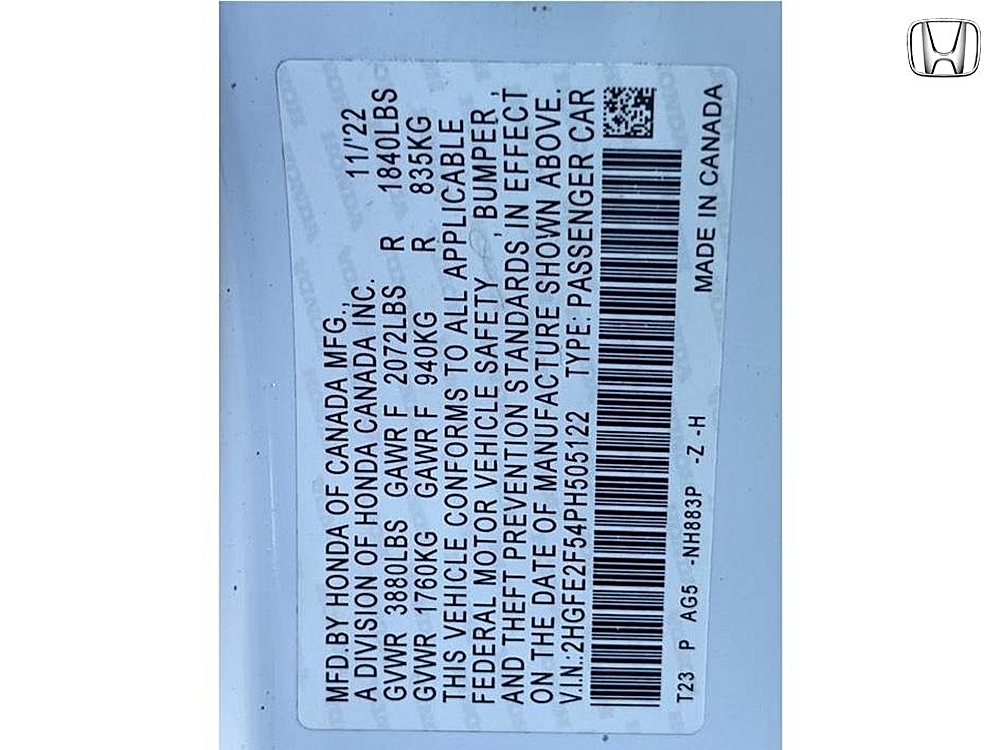 MFD.BY HONDA OF CANADA MFG.,
A DIVISION OF HONDA CANADA INC. 11/'22
GVWR 3880LBS GAWR F 2072LBS R 1840LBS
GVWR 1760KG GAWR F 940KG R 835KG
THIS VEHICLE CONFORMS TO ALL APPLICABLE
FEDERAL MOTOR VEHICLE SAFETY , BUMPER ,
AND THEFT PREVENTION STANDARDS IN EFFECT
ON THE DATE OF MANUFACTURE SHOWN ABOVE.
V.I.N.:2HGFE2F54PH505122 TYPE: PASSENGER CAR
T23 P AG5 -NH883P -Z -H MADE IN CANADA